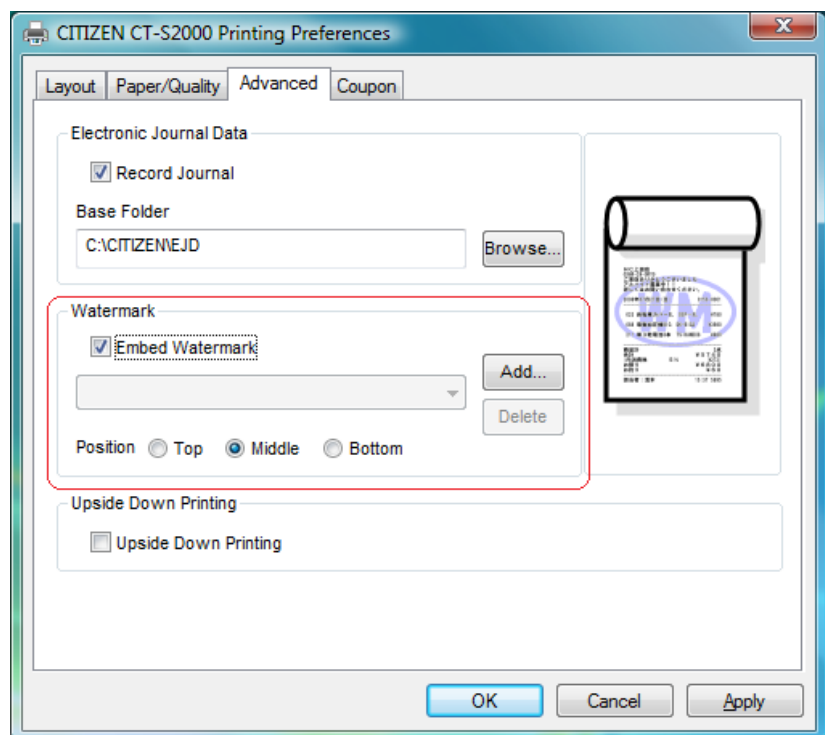 CITIZEN CT-S2000 Printing Preferences
Layout Paper/Quality Advanced Coupon
Electronic Journal Data
Record Journal
Base Folder
C:\CITIZEN\EJD Browse...
WM
Watermark
Embed Watermark
Add...
Delete
Position Top Middle Bottom
Upside Down Printing
Upside Down Printing
OK Cancel Apply